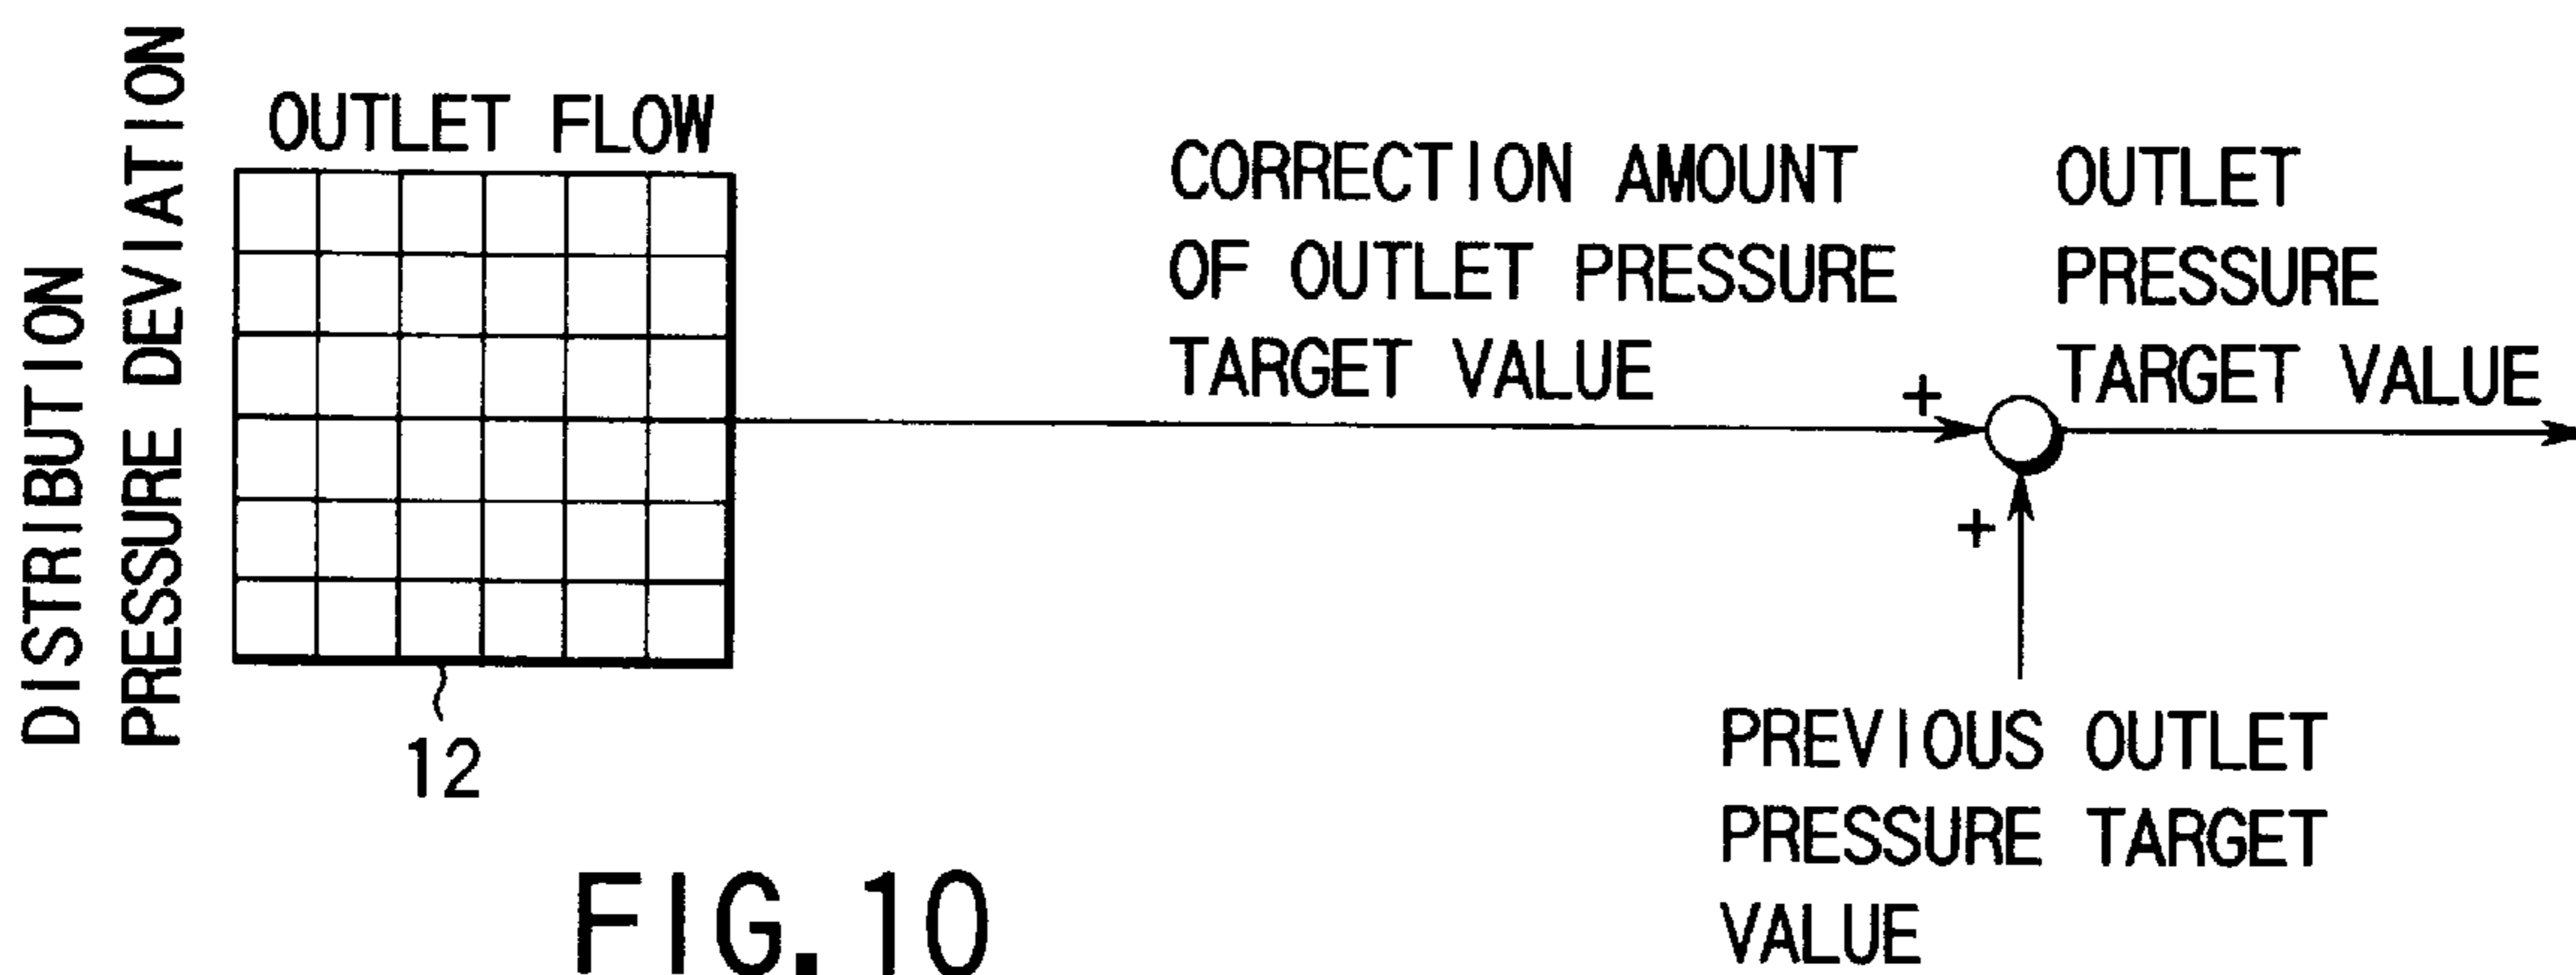 DISTRIBUTION
PRESSURE DEVIATION
OUTLET FLOW
12
CORRECTION AMOUNT
OF OUTLET PRESSURE
TARGET VALUE
+
+
OUTLET
PRESSURE
TARGET VALUE
PREVIOUS OUTLET
PRESSURE TARGET
VALUE
FIG.10